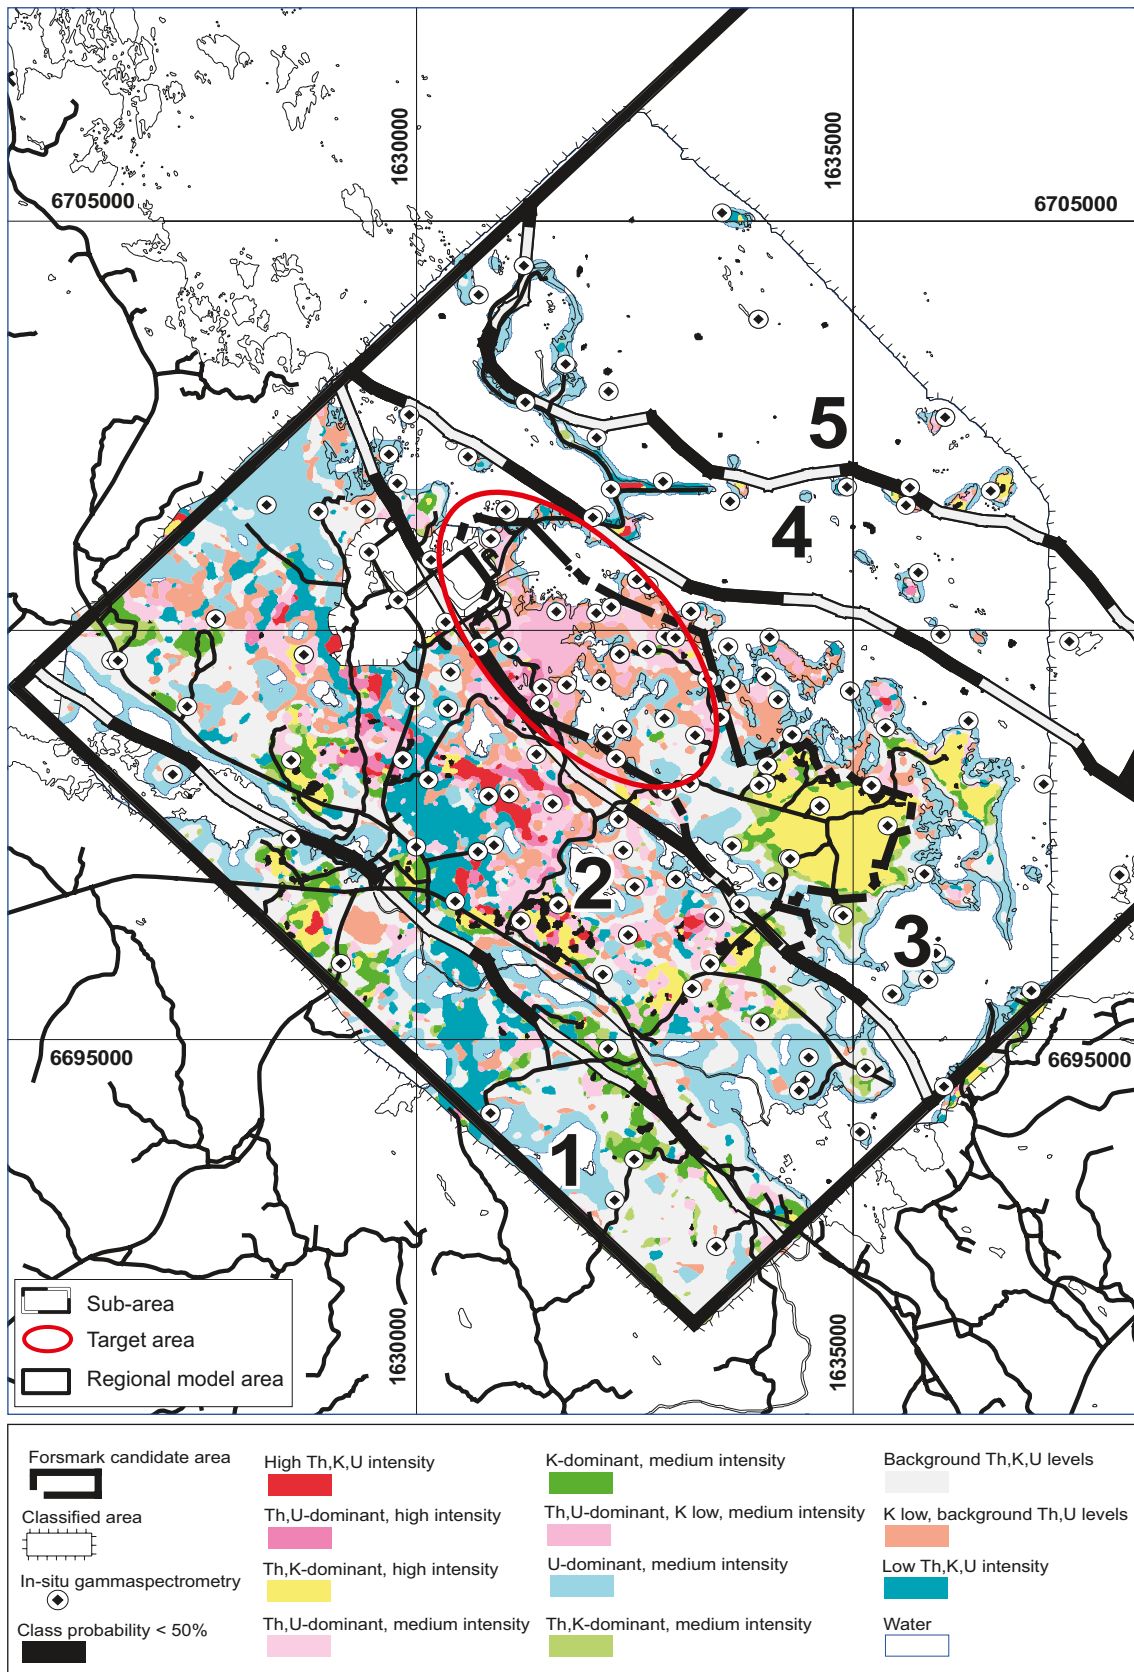 1630000
1635000
6705000
6705000
5
4
2
3
6695000
6695000
1
1630000
1635000
Sub-area
Target area
Regional model area
Forsmark candidate area
Classified area
In-situ gammaspectrometry
Class probability < 50%
High Th,K,U intensity
Th,U-dominant, high intensity
Th,K-dominant, high intensity
Th,U-dominant, medium intensity
K-dominant, medium intensity
Th,U-dominant, K low, medium intensity
U-dominant, medium intensity
Th,K-dominant, medium intensity
Background Th,K,U levels
K low, background Th,U levels
Low Th,K,U intensity
Water